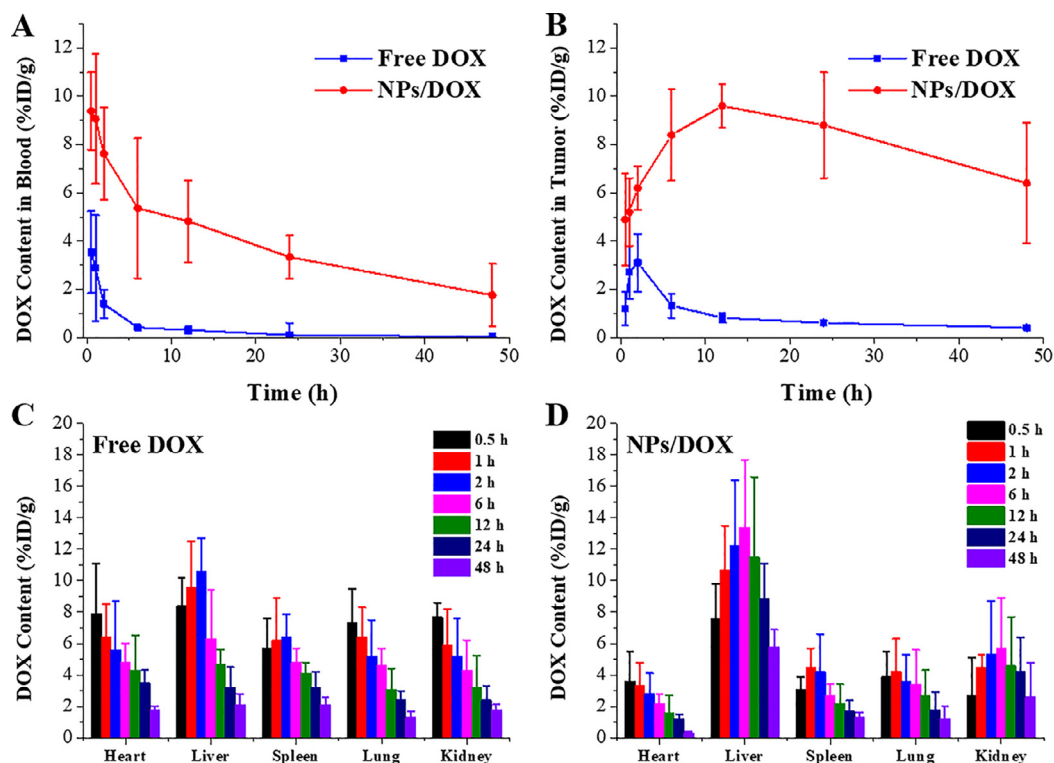 A
DOX Content in Blood (%ID/g)
12
10
8
6
4
2
0
Free DOX
NPs/DOX
0 10 20 30 40 50
Time (h)
B
DOX Content in Tumor (%ID/g)
12
10
8
6
4
2
0
Free DOX
NPs/DOX
0 10 20 30 40 50
Time (h)
C
DOX Content (%ID/g)
20
18
16
14
12
10
8
6
4
2
0
Free DOX
0.5 h
1 h
2 h
6 h
12 h
24 h
48 h
Heart Liver Spleen Lung Kidney
D
DOX Content (%ID/g)
20
18
16
14
12
10
8
6
4
2
0
NPs/DOX
0.5 h
1 h
2 h
6 h
12 h
24 h
48 h
Heart Liver Spleen Lung Kidney